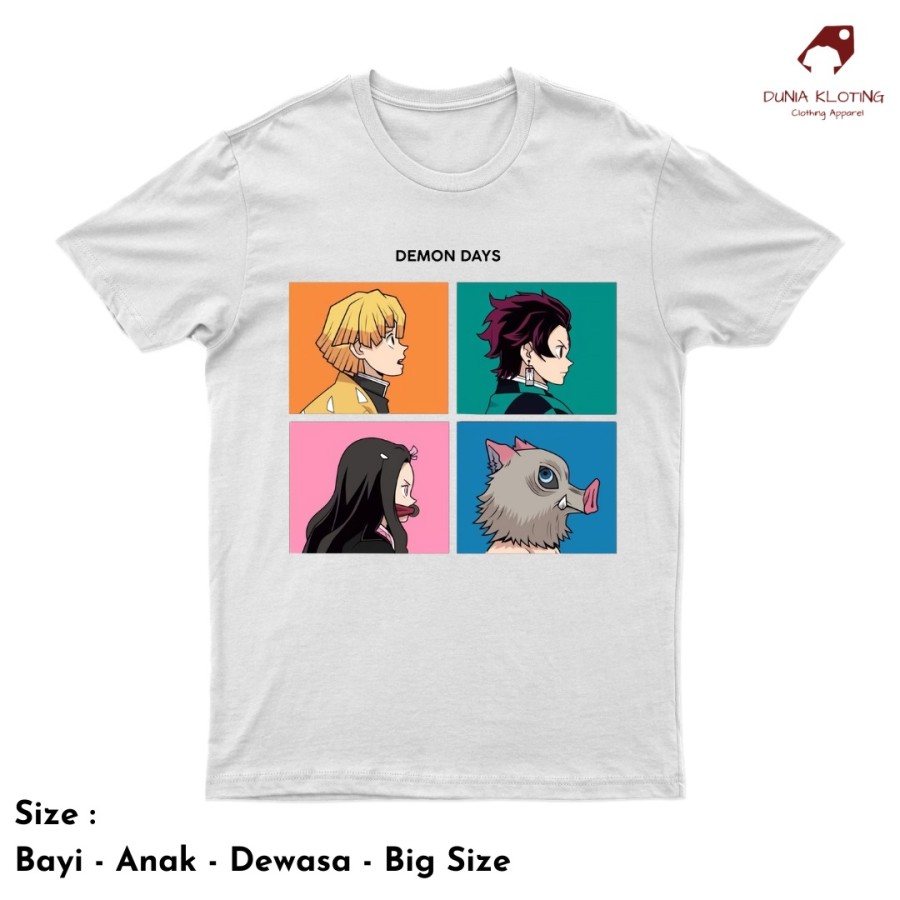 DUNIA KLOTING
Clothing Apparel
DEMON DAYS
Size :
Bayi - Anak - Dewasa - Big Size